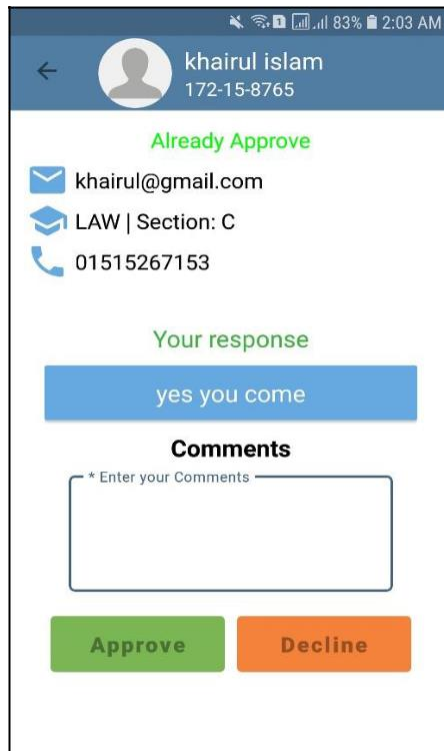 83% 2:03 AM
khairul islam
172-15-8765
Already Approve
khairul@gmail.com
LAW | Section: C
01515267153
Your response
yes you come
Comments
* Enter your Comments
Approve Decline